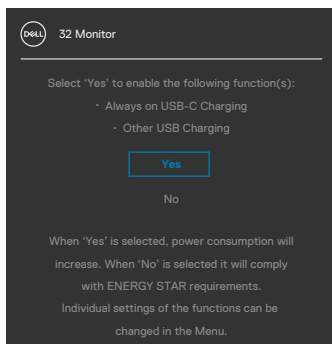 DELL
32 Monitor
Select ‘Yes’ to enable the following function(s):
· Always on USB-C Charging
· Other USB Charging
Yes
No
When ‘Yes’ is selected, power consumption will
increase. When ‘No’ is selected it will comply
with ENERGY STAR requirements.
Individual settings of the functions can be
changed in the Menu.